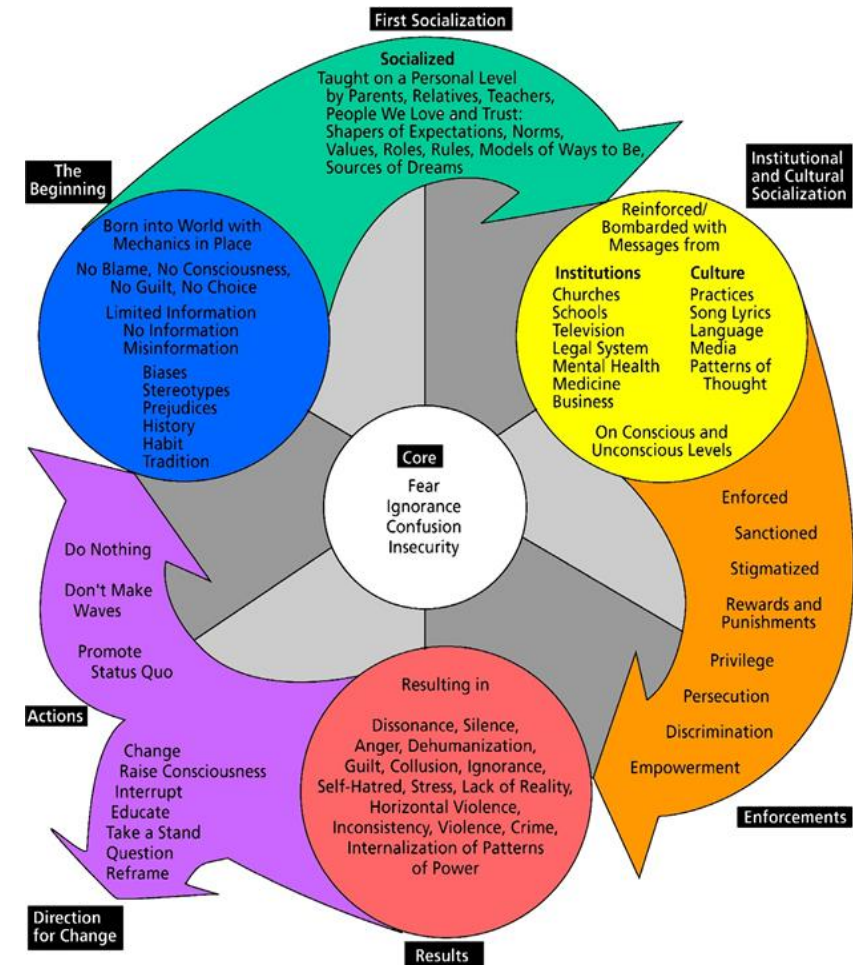 First Socialization
Socialized
Taught on a Personal Level
by Parents, Relatives, Teachers,
People We Love and Trust:
Shapers of Expectations, Norms,
Values, Roles, Rules, Models of Ways to Be,
Sources of Dreams
The
Beginning
Born into World with
Mechanics in Place
No Blame, No Consciousness,
No Guilt, No Choice
Limited Information
No Information
Misinformation
Biases
Stereotypes
Prejudices
History
Habit
Tradition
Institutional
and Cultural
Socialization
Reinforced/
Bombarded with
Messages from
Institutions
Churches
Schools
Television
Legal System
Mental Health
Medicine
Business
Culture
Practices
Song Lyrics
Language
Media
Patterns of
Thought
On Conscious and
Unconscious Levels
Core
Fear
Ignorance
Confusion
Insecurity
Enforced
Sanctioned
Stigmatized
Rewards and
Punishments
Privilege
Persecution
Discrimination
Empowerment
Enforcements
Resulting in
Dissonance, Silence,
Anger, Dehumanization,
Guilt, Collusion, Ignorance,
Self-Hatred, Stress, Lack of Reality,
Horizontal Violence,
Inconsistency, Violence, Crime,
Internalization of Patterns
of Power
Results
Do Nothing
Don't Make
Waves
Promote
Status Quo
Actions
Change
Raise Consciousness
Interrupt
Educate
Take a Stand
Question
Reframe
Direction
for Change